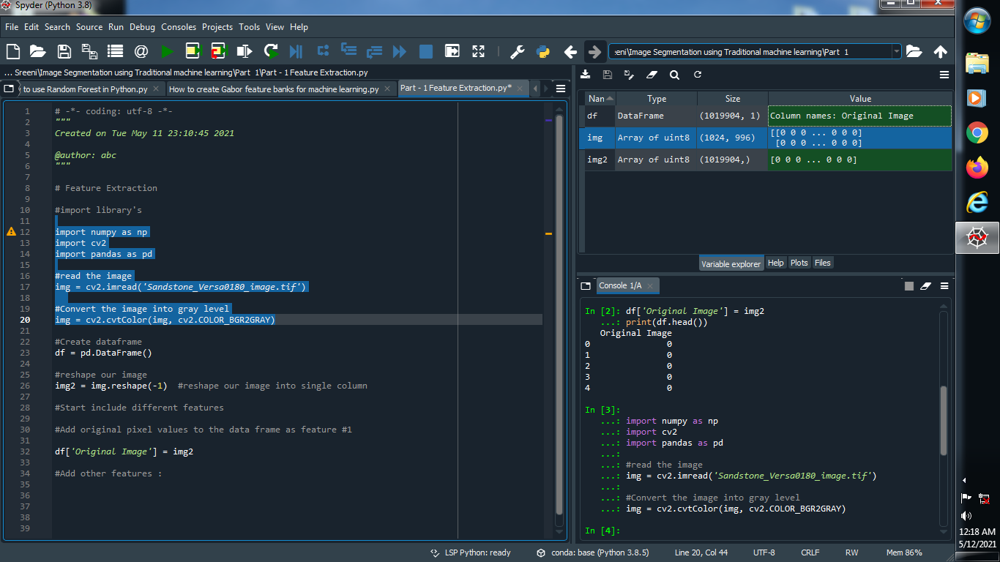 Spyder (Python 3.8)
File Edit Search Source Run Debug Consoles Projects Tools View Help
:eni\Image Segmentation using Traditional machine learning\Part 1
... Sreeni\Image Segmentation using Traditional machine learning\Part 1\Part - 1 Feature Extraction.py
to use Random Forest in Python.py
How to create Gabor feature banks for machine learning.py
Part - 1 Feature Extraction.py*
1 # -*- coding: utf-8 -*-
2 """
3 Created on Tue May 11 23:10:45 2021
4
5 @author: abc
6 """
7
8 # Feature Extraction
9
10 #import library's
11
12 import numpy as np
13 import cv2
14 import pandas as pd
15
16 #read the image
17 img = cv2.imread('Sandstone_Versa0180_image.tif')
18
19 #Convert the image into gray level
20 img = cv2.cvtColor(img, cv2.COLOR_BGR2GRAY)
21
22 #Create dataframe
23 df = pd.DataFrame()
24
25 #reshape our image
26 img2 = img.reshape(-1)  #reshape our image into single column
27
28 #Start include different features
29
30 #Add original pixel values to the data frame as feature #1
31
32 df['Original Image'] = img2
33
34 #Add other features :
35
36
37
38
39
Nan Type Size Value
df DataFrame (1019904, 1) Column names: Original Image
img Array of uint8 (1024, 996) [[0 0 0 ... 0 0 0]
[0 0 0 ... 0 0 0]
img2 Array of uint8 (1019904,) [0 0 0 ... 0 0 0]
Variable explorer Help Plots Files
Console 1/A
In [2]: df['Original Image'] = img2
...: print(df.head())
Original Image
0 0
1 0
2 0
3 0
4 0
In [3]:
...: import numpy as np
...: import cv2
...: import pandas as pd
...:
...: #read the image
...: img = cv2.imread('Sandstone_Versa0180_image.tif')
...:
...: #Convert the image into gray level
...: img = cv2.cvtColor(img, cv2.COLOR_BGR2GRAY)
In [4]:
LSP Python: ready conda: base (Python 3.8.5) Line 20, Col 44 UTF-8 CRLF RW Mem 86%
12:18 AM
5/12/2021